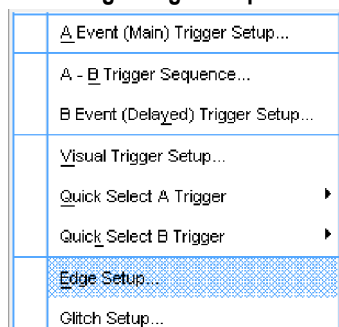 A Event (Main) Trigger Setup...
A - B Trigger Sequence...
B Event (Delayed) Trigger Setup...
Visual Trigger Setup...
Quick Select A Trigger
Quick Select B Trigger
Edge Setup...
Glitch Setup...